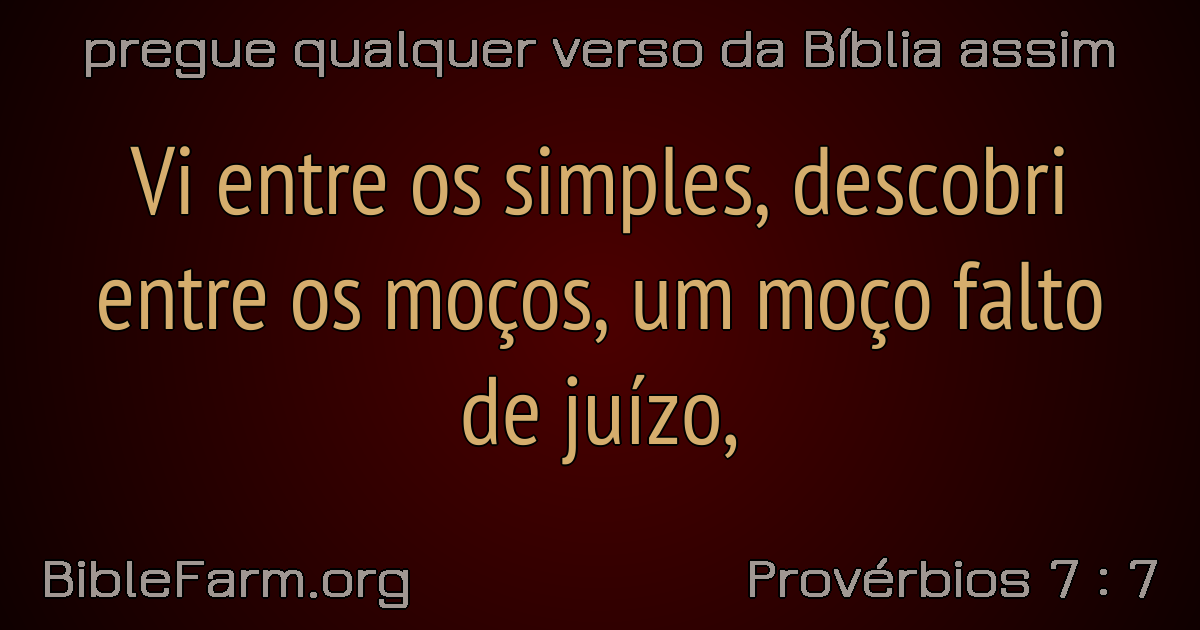 pregue qualquer verso da Bíblia assim
Vi entre os simples, descobri
entre os moços, um moço falto
de juízo,
BibleFarm.org
Provérbios 7 : 7